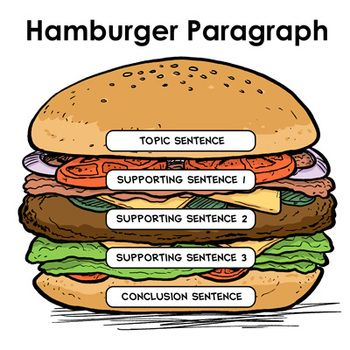 Hamburger Paragraph
TOPIC SENTENCE
SUPPORTING SENTENCE 1
SUPPORTING SENTENCE 2
SUPPORTING SENTENCE 3
CONCLUSION SENTENCE